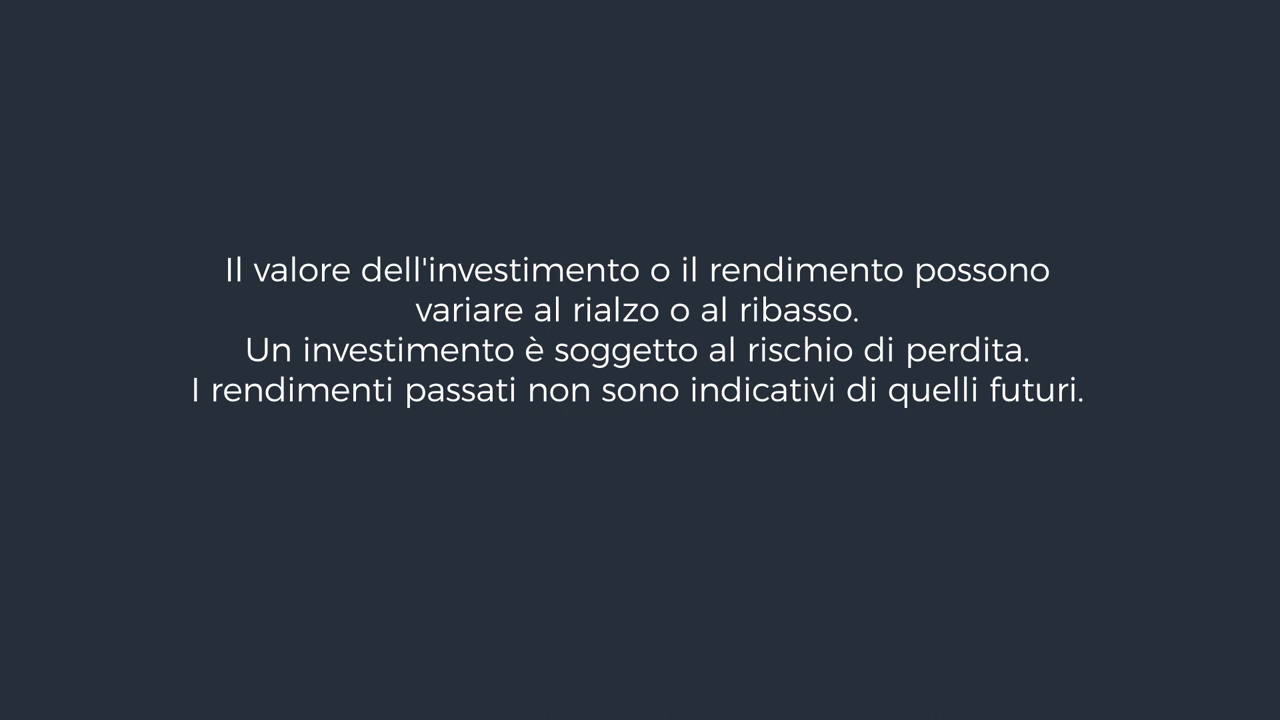 Il valore dell'investimento o il rendimento possono
variare al rialzo o al ribasso.
Un investimento è soggetto al rischio di perdita.
I rendimenti passati non sono indicativi di quelli futuri.